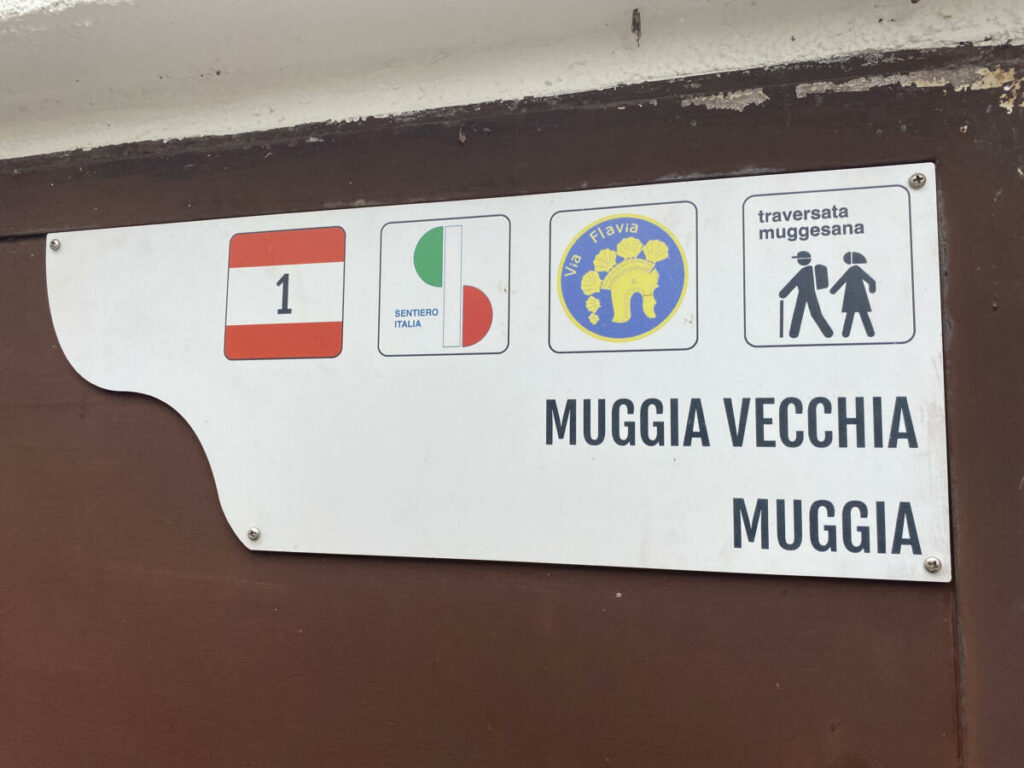 1
SENTIERO
ITALIA
Via Flavia
traversata
muggesana
MUGGIA VECCHIA
MUGGIA